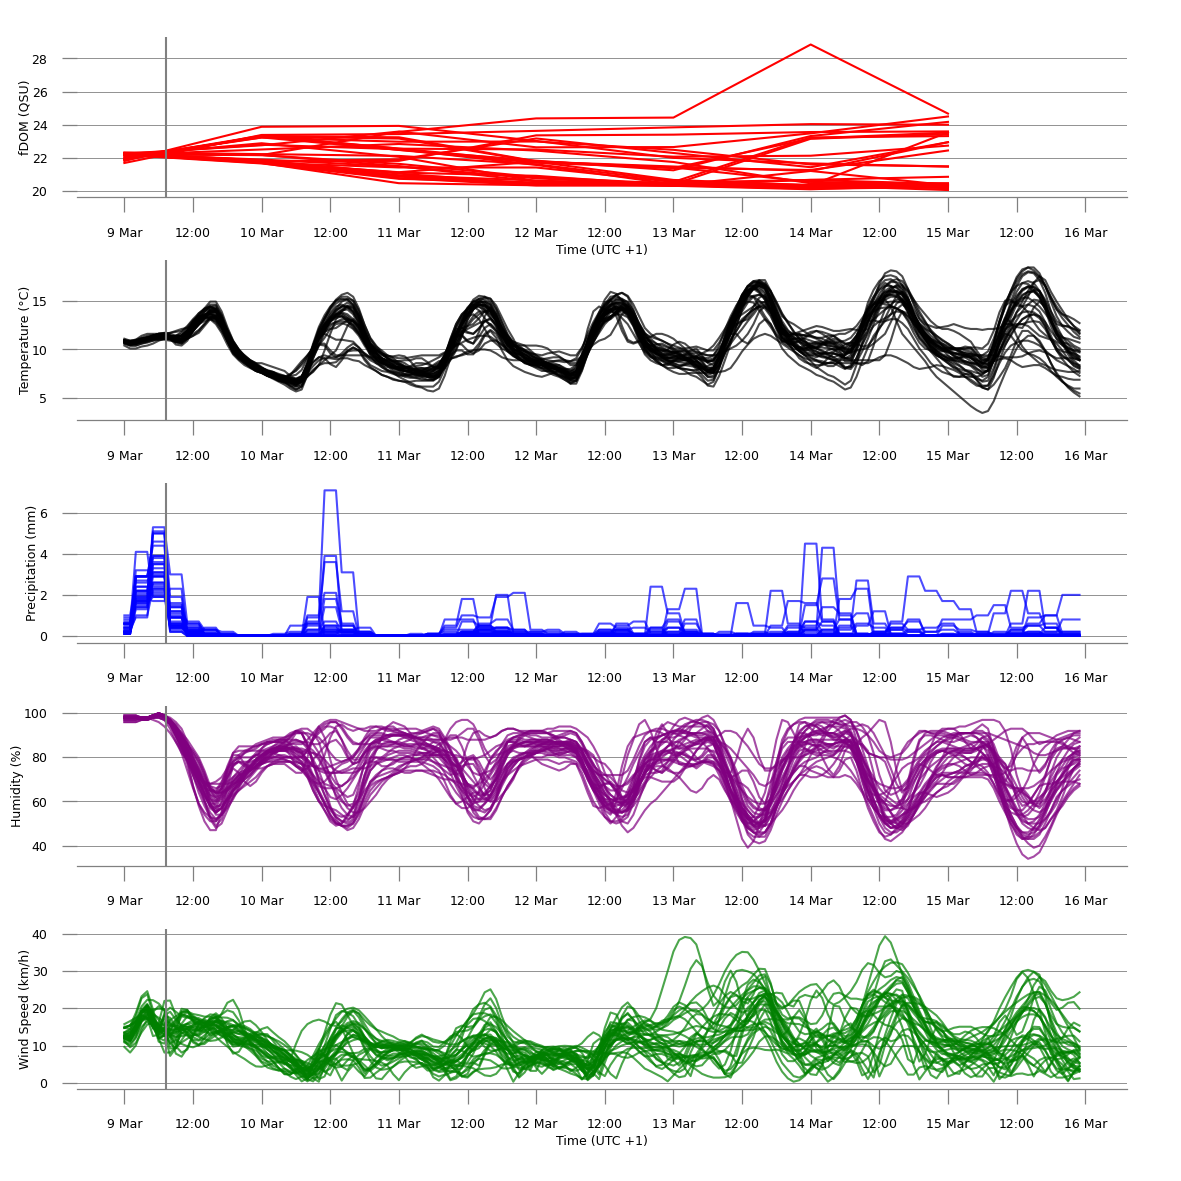 fDOM (QSU)
28
26
24
22
20
9 Mar 12:00 10 Mar 12:00 11 Mar 12:00 12 Mar 12:00 13 Mar 12:00 14 Mar 12:00 15 Mar 12:00 16 Mar
Time (UTC +1)
Temperature (°C)
15
10
5
9 Mar 12:00 10 Mar 12:00 11 Mar 12:00 12 Mar 12:00 13 Mar 12:00 14 Mar 12:00 15 Mar 12:00 16 Mar
Precipitation (mm)
6
4
2
0
9 Mar 12:00 10 Mar 12:00 11 Mar 12:00 12 Mar 12:00 13 Mar 12:00 14 Mar 12:00 15 Mar 12:00 16 Mar
Humidity (%)
100
80
60
40
9 Mar 12:00 10 Mar 12:00 11 Mar 12:00 12 Mar 12:00 13 Mar 12:00 14 Mar 12:00 15 Mar 12:00 16 Mar
Wind Speed (km/h)
40
30
20
10
0
9 Mar 12:00 10 Mar 12:00 11 Mar 12:00 12 Mar 12:00 13 Mar 12:00 14 Mar 12:00 15 Mar 12:00 16 Mar
Time (UTC +1)